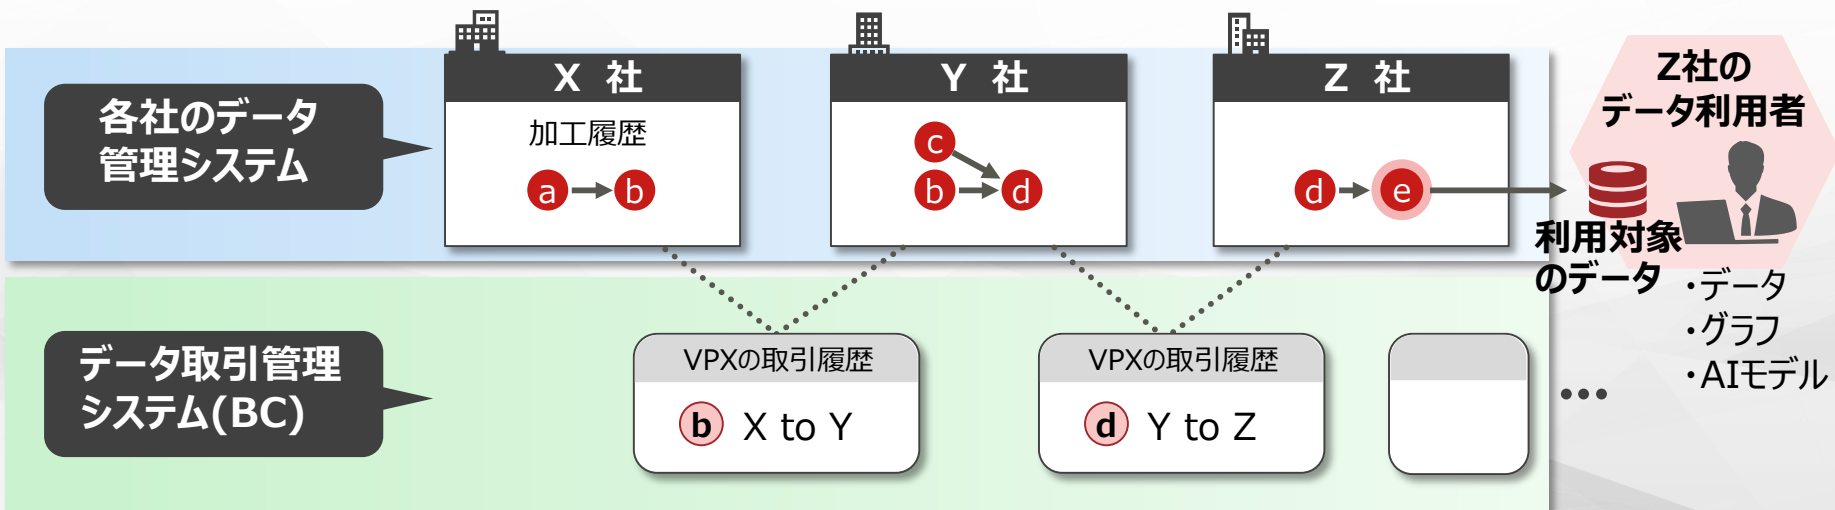 各社のデータ
管理システム
X 社
加工履歴
a
b
Y 社
c
b
d
Z 社
d
e
Z社の
データ利用者
利用対象
のデータ
・データ
・グラフ
・AIモデル
データ取引管理
システム(BC)
VPXの取引履歴
b X to Y
VPXの取引履歴
d Y to Z
•••